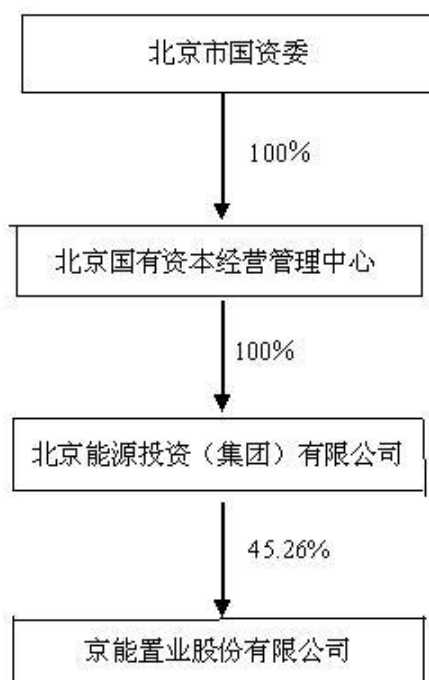 北京市国资委
100%
北京国有资本经营管理中心
100%
北京能源投资（集团）有限公司
45.26%
京能置业股份有限公司